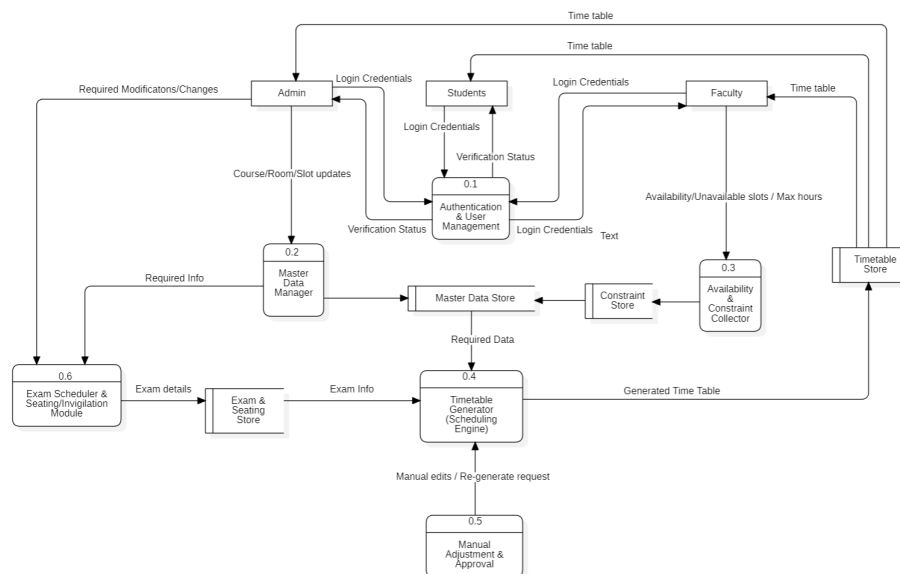 Time table
Time table
Required Modificatons/Changes
Admin
Login Credentials
Students
Login Credentials
Faculty
Time table
Login Credentials
Verification Status
Course/Room/Slot updates
0.1
Authentication
& User
Management
Availability/Unavailable slots / Max hours
Verification Status
Login Credentials
Text
0.2
Master
Data
Manager
Required Info
0.3
Availability
&
Constraint
Collector
Timetable
Store
Master Data Store
Constraint
Store
Required Data
0.6
Exam Scheduler &
Seating/Invigilation
Module
Exam details
Exam &
Seating
Store
Exam Info
0.4
Timetable
Generator
(Scheduling
Engine)
Generated Time Table
Manual edits / Re-generate request
0.5
Manual
Adjustment &
Approval